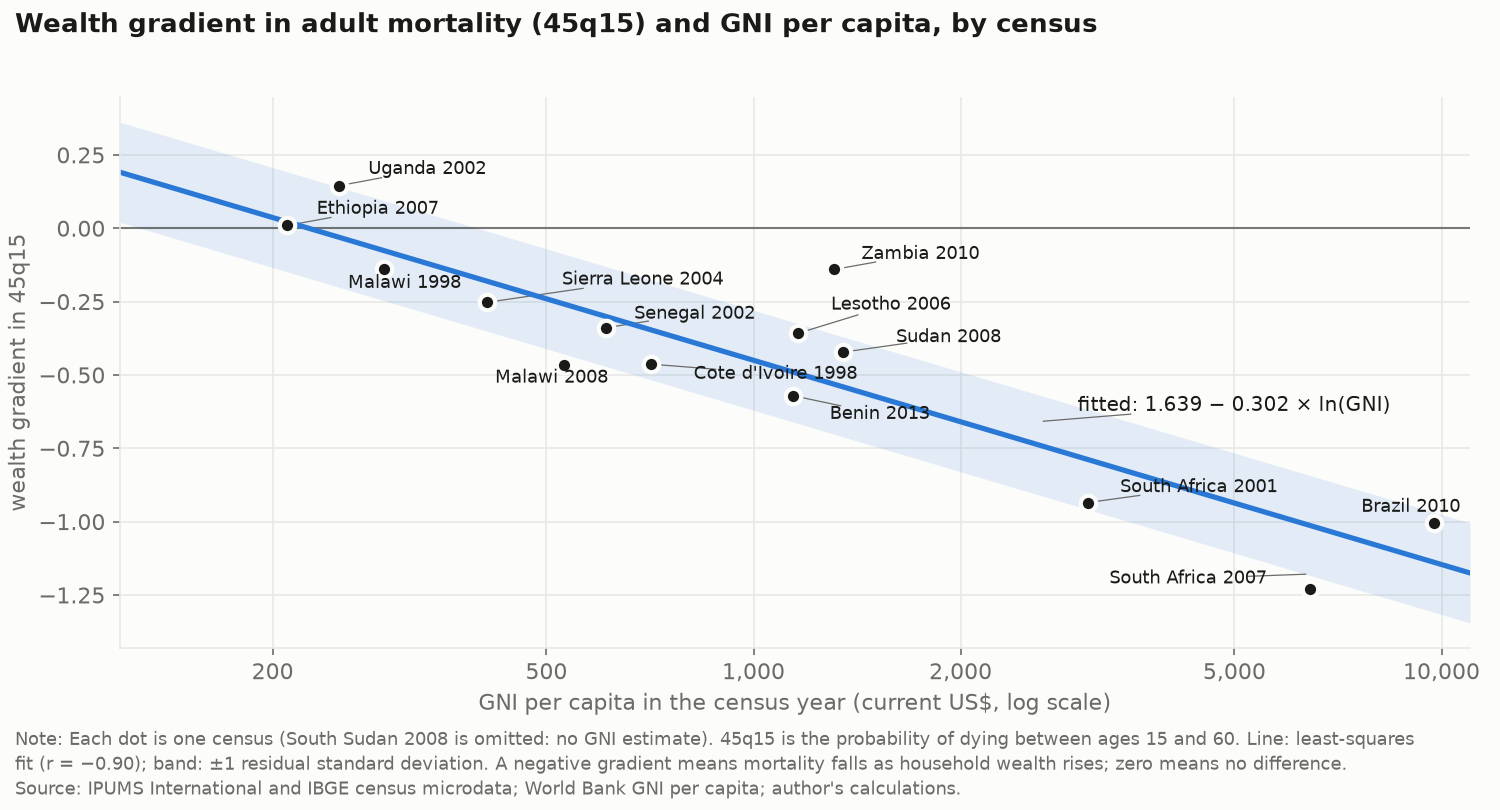 Wealth gradient in adult mortality (45q15) and GNI per capita, by census
wealth gradient in 45q15
0.25
0.00
−0.25
−0.50
−0.75
−1.00
−1.25
Uganda 2002
Ethiopia 2007
Malawi 1998
Sierra Leone 2004
Senegal 2002
Malawi 2008
Cote d'Ivoire 1998
Zambia 2010
Lesotho 2006
Sudan 2008
Benin 2013
fitted: 1.639 − 0.302 × ln(GNI)
South Africa 2001
Brazil 2010
South Africa 2007
200
500
1,000
2,000
5,000
10,000
GNI per capita in the census year (current US$, log scale)
Note: Each dot is one census (South Sudan 2008 is omitted: no GNI estimate). 45q15 is the probability of dying between ages 15 and 60. Line: least-squares
fit (r = −0.90); band: ±1 residual standard deviation. A negative gradient means mortality falls as household wealth rises; zero means no difference.
Source: IPUMS International and IBGE census microdata; World Bank GNI per capita; author's calculations.